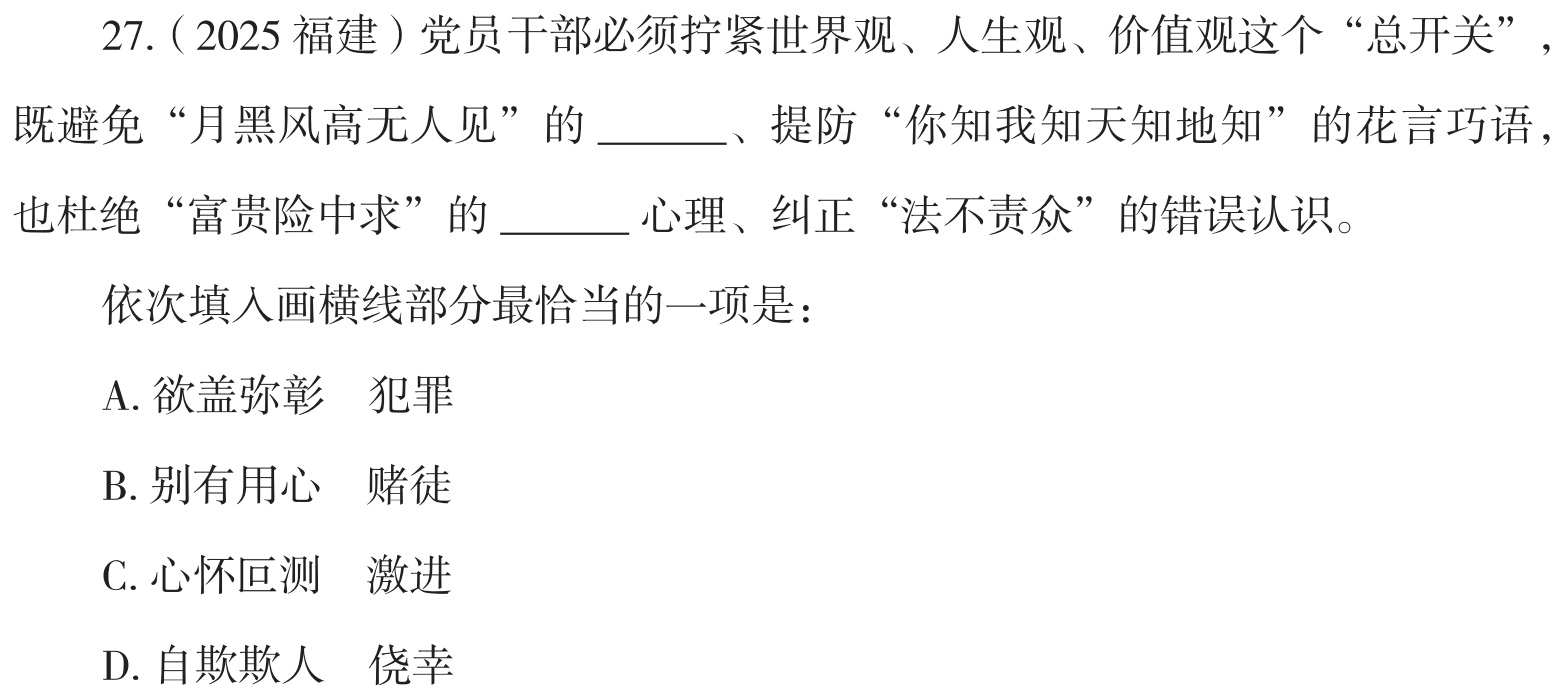 27.（2025 福建）党员干部必须拧紧世界观、人生观、价值观这个“总开关”，
既避免“月黑风高无人见”的 ______、提防“你知我知天知地知”的花言巧语，
也杜绝“富贵险中求”的 ______ 心理、纠正“法不责众”的错误认识。
依次填入画横线部分最恰当的一项是：
A. 欲盖弥彰　犯罪
B. 别有用心　赌徒
C. 心怀叵测　激进
D. 自欺欺人　侥幸